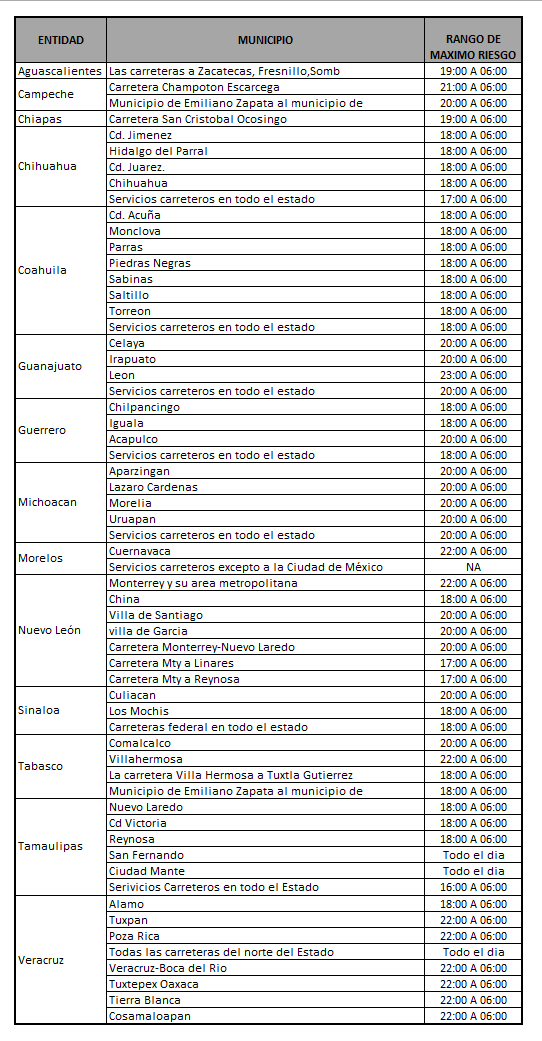 ENTIDAD MUNICIPIO RANGO DE MAXIMO RIESGO
Aguascalientes Las carreteras a Zacatecas, Fresnillo,Somb 19:00 A 06:00
Campeche Carretera Champoton Escarcega 21:00 A 06:00
Municipio de Emiliano Zapata al municipio de 20:00 A 06:00
Chiapas Carretera San Cristobal Ocosingo 19:00 A 06:00
Chihuahua Cd. Jimenez 18:00 A 06:00
Hidalgo del Parral 18:00 A 06:00
Cd. Juarez. 18:00 A 06:00
Chihuahua 18:00 A 06:00
Servicios carreteros en todo el estado 17:00 A 06:00
Coahuila Cd. Acuña 18:00 A 06:00
Monclova 18:00 A 06:00
Parras 18:00 A 06:00
Piedras Negras 18:00 A 06:00
Sabinas 18:00 A 06:00
Saltillo 18:00 A 06:00
Torreon 18:00 A 06:00
Servicios carreteros en todo el estado 18:00 A 06:00
Guanajuato Celaya 20:00 A 06:00
Irapuato 20:00 A 06:00
Leon 23:00 A 06:00
Servicios carreteros en todo el estado 20:00 A 06:00
Guerrero Chilpancingo 18:00 A 06:00
Iguala 18:00 A 06:00
Acapulco 20:00 A 06:00
Servicios carreteros en todo el estado 18:00 A 06:00
Michoacan Aparzingan 20:00 A 06:00
Lazaro Cardenas 20:00 A 06:00
Morelia 20:00 A 06:00
Uruapan 20:00 A 06:00
Servicios carreteros en todo el estado 20:00 A 06:00
Morelos Cuernavaca 22:00 A 06:00
Servicios carreteros excepto a la Ciudad de México NA
Nuevo León Monterrey y su area metropolitana 22:00 A 06:00
China 18:00 A 06:00
Villa de Santiago 20:00 A 06:00
villa de Garcia 20:00 A 06:00
Carretera Monterrey-Nuevo Laredo 20:00 A 06:00
Carretera Mty a Linares 17:00 A 06:00
Carretera Mty a Reynosa 17:00 A 06:00
Sinaloa Culiacan 20:00 A 06:00
Los Mochis 18:00 A 06:00
Carreteras federal en todo el estado 18:00 A 06:00
Tabasco Comalcalco 20:00 A 06:00
Villahermosa 22:00 A 06:00
La carretera Villa Hermosa a Tuxtla Gutierrez 18:00 A 06:00
Municipio de Emiliano Zapata al municipio de 18:00 A 06:00
Tamaulipas Nuevo Laredo 18:00 A 06:00
Cd Victoria 18:00 A 06:00
Reynosa 18:00 A 06:00
San Fernando Todo el dia
Ciudad Mante Todo el dia
Serivicios Carreteros en todo el Estado 16:00 A 06:00
Veracruz Alamo 18:00 A 06:00
Tuxpan 22:00 A 06:00
Poza Rica 22:00 A 06:00
Todas las carreteras del norte del Estado Todo el dia
Veracruz-Boca del Rio 22:00 A 06:00
Tuxtepex Oaxaca 22:00 A 06:00
Tierra Blanca 22:00 A 06:00
Cosamaloapan 22:00 A 06:00